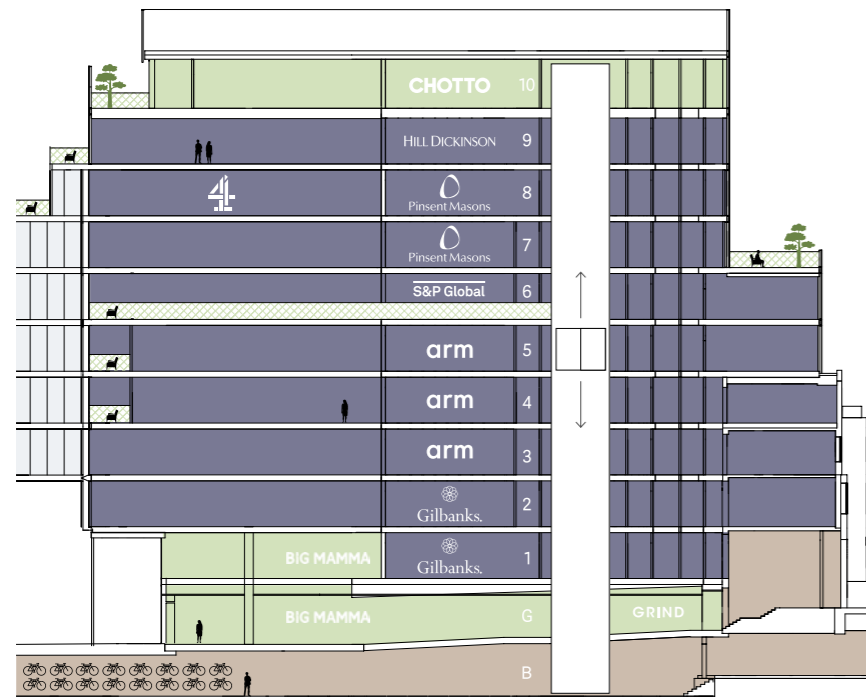 CHOTTO 10
HILL DICKINSON 9
4 Pinsent Masons 8
Pinsent Masons 7
S&P Global 6
arm 5
arm 4
arm 3
Gilbanks. 2
BIG MAMMA Gilbanks. 1
BIG MAMMA G GRIND
B